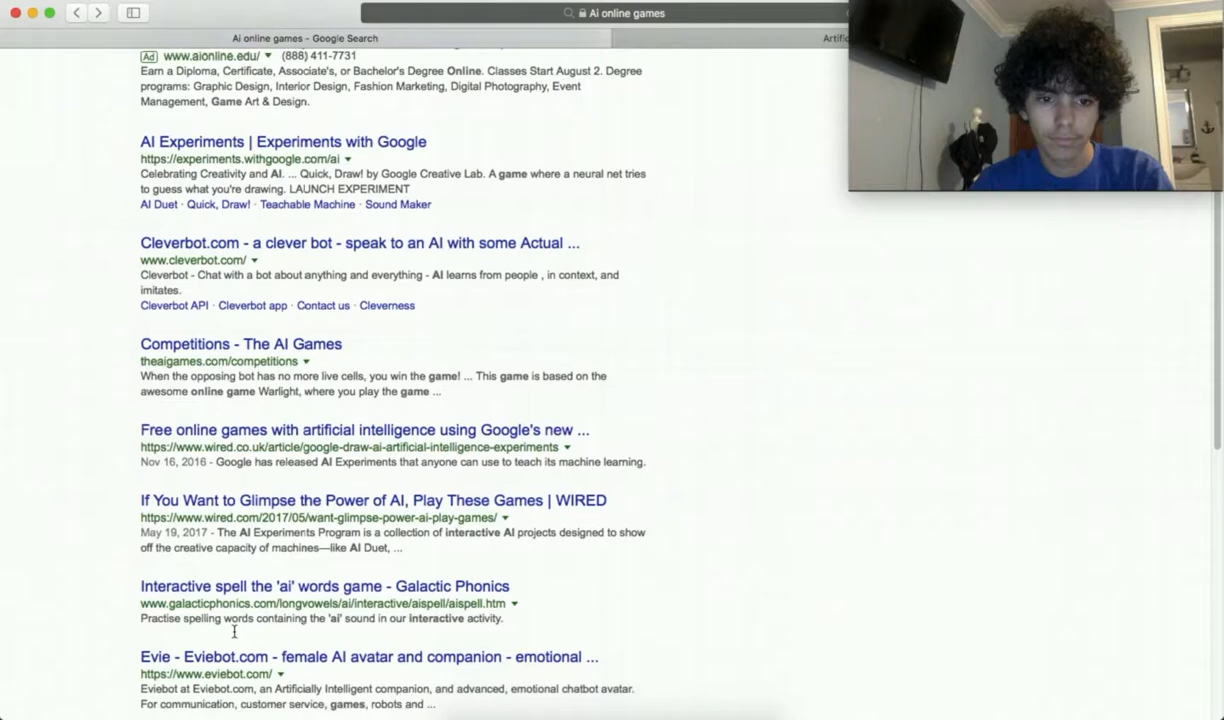 Ai online games
Ai online games - Google Search
Artific
Ad www.aionline.edu/ (888) 411-7731
Earn a Diploma, Certificate, Associate's, or Bachelor's Degree Online. Classes Start August 2. Degree
programs: Graphic Design, Interior Design, Fashion Marketing, Digital Photography, Event
Management, Game Art & Design.
AI Experiments | Experiments with Google
https://experiments.withgoogle.com/ai
Celebrating Creativity and AI. ... Quick, Draw! by Google Creative Lab. A game where a neural net tries
to guess what you're drawing. LAUNCH EXPERIMENT
AI Duet · Quick, Draw! · Teachable Machine · Sound Maker
Cleverbot.com - a clever bot - speak to an AI with some Actual ...
www.cleverbot.com/
Cleverbot - Chat with a bot about anything and everything - AI learns from people , in context, and
imitates.
Cleverbot API · Cleverbot app · Contact us · Cleverness
Competitions - The AI Games
theaigames.com/competitions
When the opposing bot has no more live cells, you win the game! ... This game is based on the
awesome online game Warlight, where you play the game ...
Free online games with artificial intelligence using Google's new ...
https://www.wired.co.uk/article/google-draw-ai-artificial-intelligence-experiments
Nov 16, 2016 - Google has released AI Experiments that anyone can use to teach its machine learning.
If You Want to Glimpse the Power of AI, Play These Games | WIRED
https://www.wired.com/2017/05/want-glimpse-power-ai-play-games/
May 19, 2017 - The AI Experiments Program is a collection of interactive AI projects designed to show
off the creative capacity of machines—like AI Duet, ...
Interactive spell the 'ai' words game - Galactic Phonics
www.galacticphonics.com/longvowels/ai/interactive/aispell/aispell.htm
Practise spelling words containing the 'ai' sound in our interactive activity.
Evie - Eviebot.com - female AI avatar and companion - emotional ...
https://www.eviebot.com/
Eviebot at Eviebot.com, an Artificially Intelligent companion, and advanced, emotional chatbot avatar.
For communication, customer service, games, robots and ...